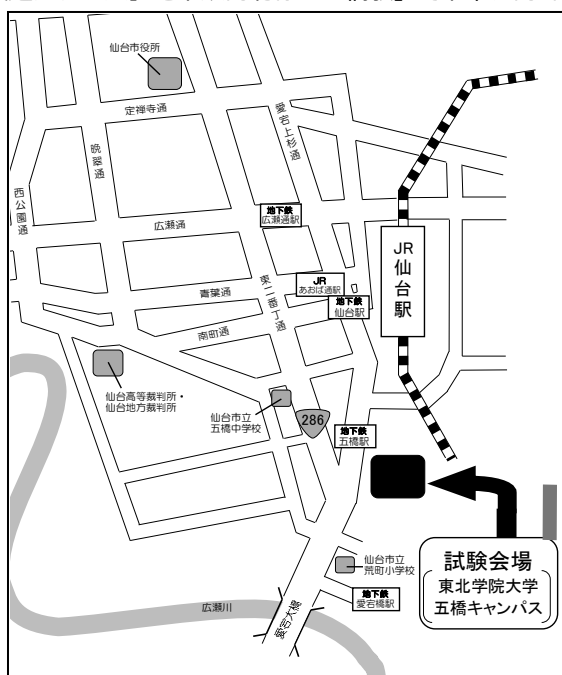 仙台市役所
定禅寺通
愛宕上杉通
晩翠通
西公園通
地下鉄
広瀬通駅
広瀬通
JR
仙台駅
JR
あおば通駅
東二番丁通
青葉通
地下鉄
仙台駅
南町通
仙台高等裁判所・
仙台地方裁判所
仙台市立
五橋中学校
286
地下鉄
五橋駅
試験会場
東北学院大学
五橋キャンパス
仙台市立
荒町小学校
地下鉄
愛宕橋駅
広瀬川
愛宕大橋